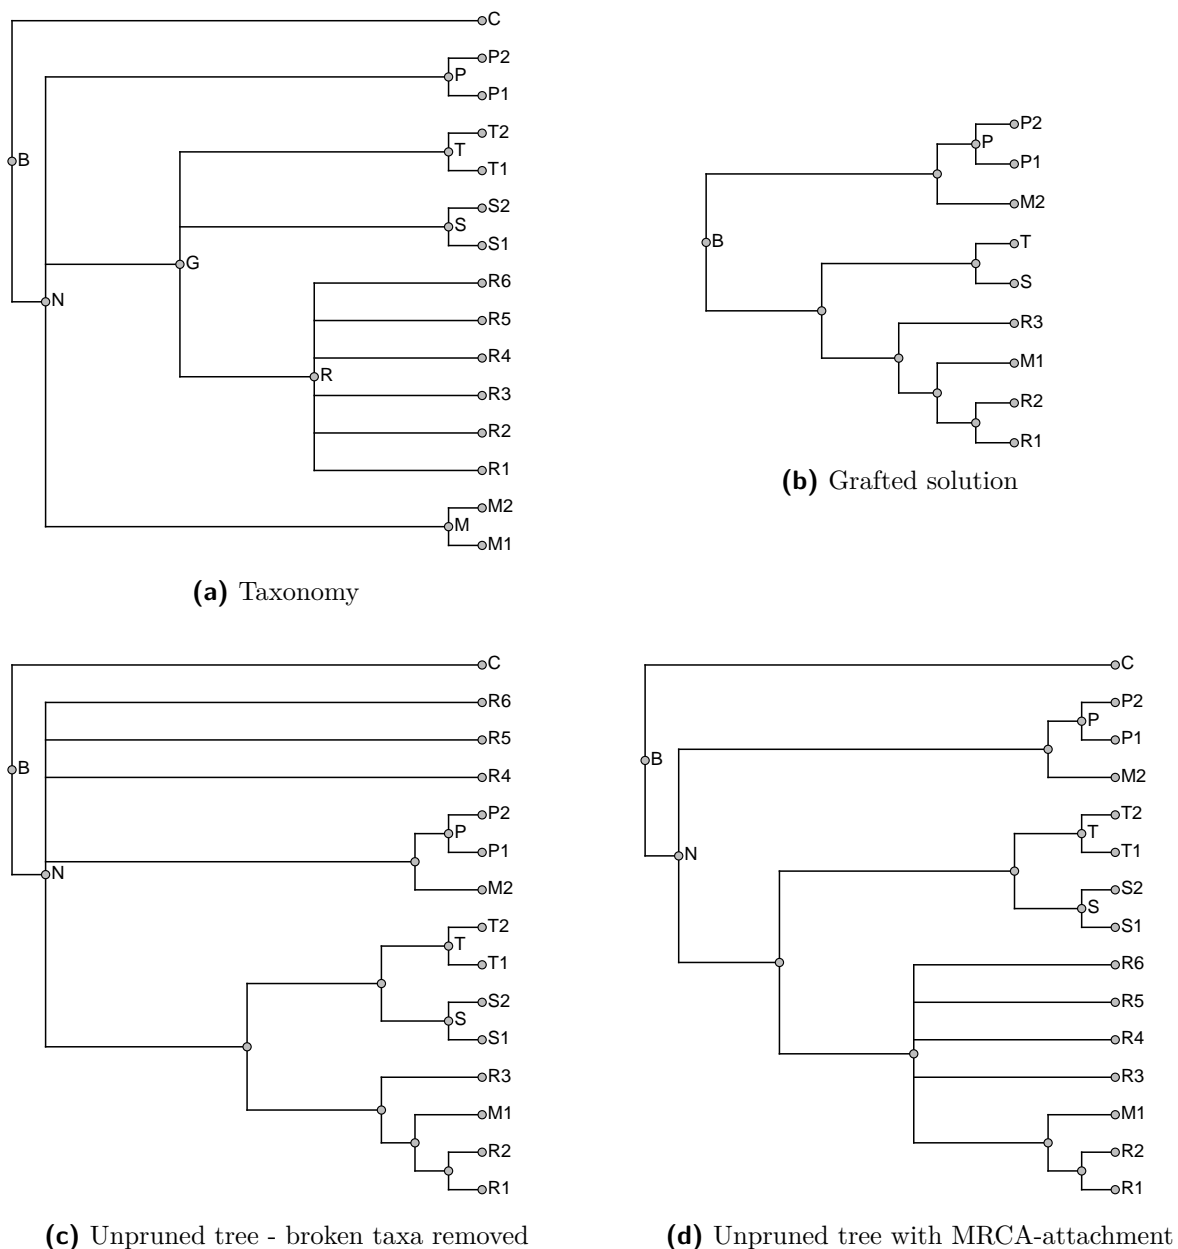 C
P2
P
P1
T2
T
T1
B
S2
S
S1
G
R6
N
R5
R4
R
R3
R2
R1
M2
M
M1
(a) Taxonomy
P2
P
P1
M2
B
T
S
R3
M1
R2
R1
(b) Grafted solution
C
R6
R5
B
R4
P2
P
P1
N
M2
T2
T
T1
S2
S
S1
R3
M1
R2
R1
(c) Unpruned tree - broken taxa removed
C
P2
P
P1
B
M2
T2
T
T1
N
S2
S
S1
R6
R5
R4
R3
M1
R2
R1
(d) Unpruned tree with MRCA-attachment